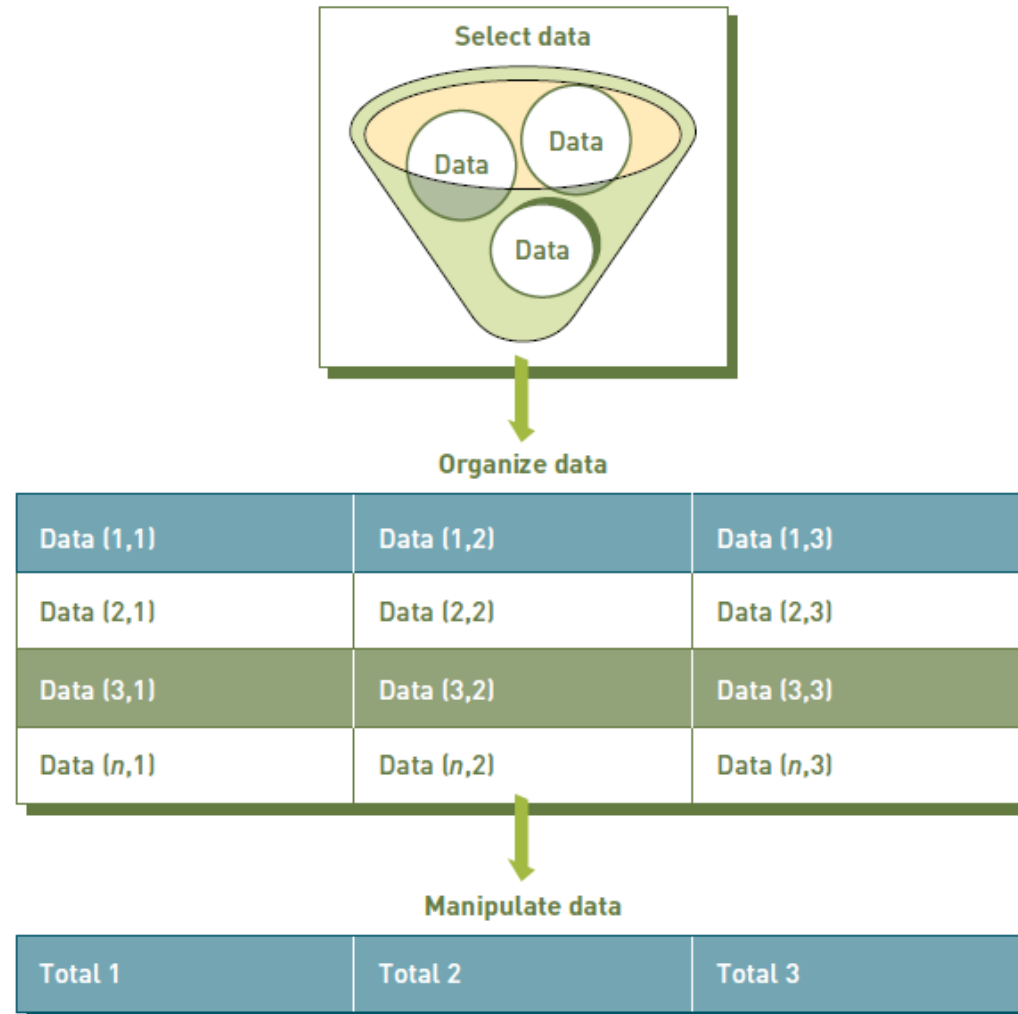 Select data
Data
Data
Data
Organize data
Data (1,1) Data (1,2) Data (1,3)
Data (2,1) Data (2,2) Data (2,3)
Data (3,1) Data (3,2) Data (3,3)
Data (n,1) Data (n,2) Data (n,3)
Manipulate data
Total 1 Total 2 Total 3